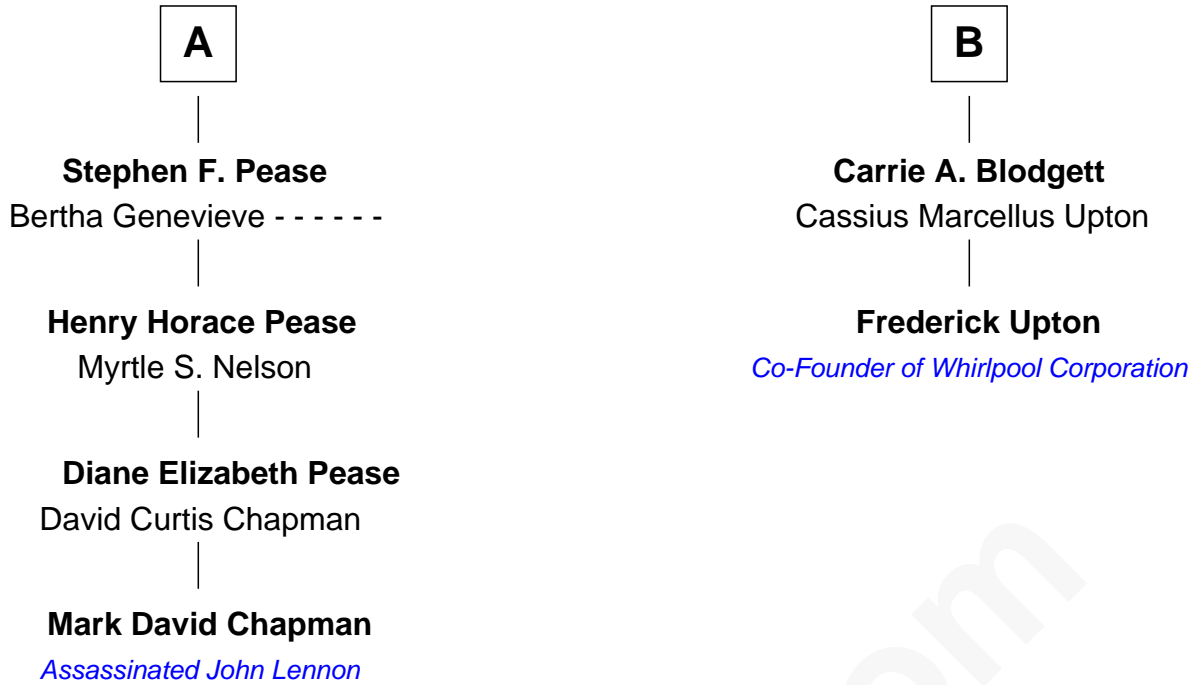 A
Stephen F. Pease
Bertha Genevieve - - - - - -
Henry Horace Pease
Myrtle S. Nelson
Diane Elizabeth Pease
David Curtis Chapman
Mark David Chapman
Assassinated John Lennon
B
Carrie A. Blodgett
Cassius Marcellus Upton
Frederick Upton
Co-Founder of Whirlpool Corporation
om